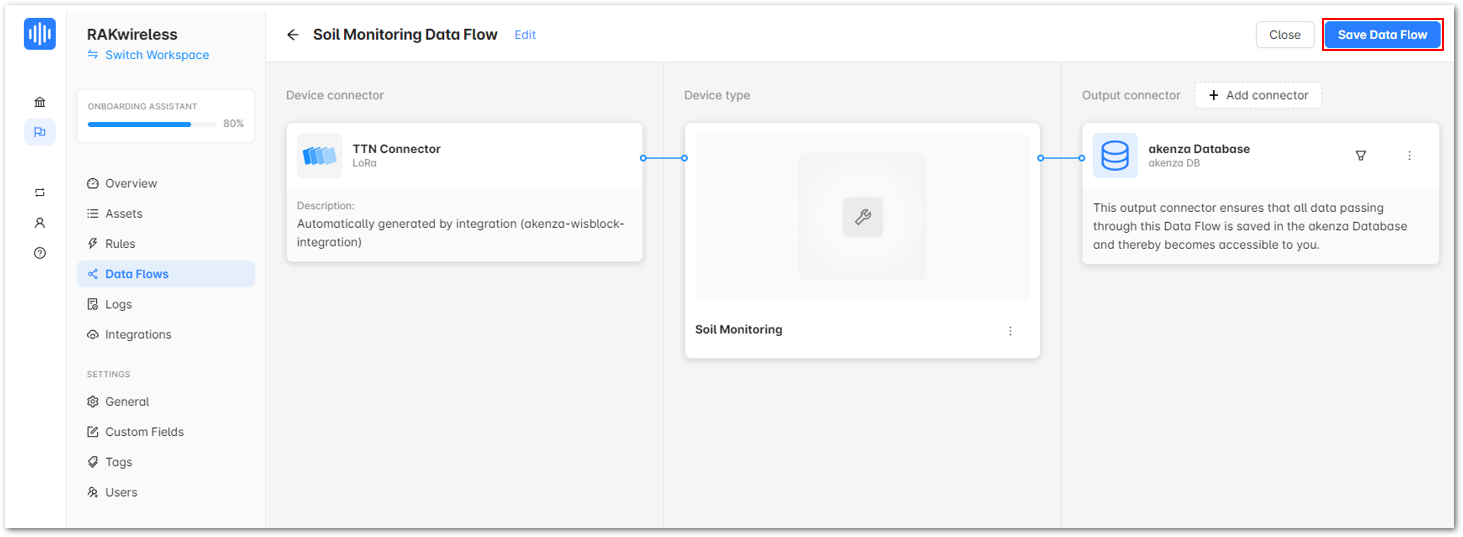 RAKwireless
Switch Workspace
ONBOARDING ASSISTANT
80%
Overview
Assets
Rules
Data Flows
Logs
Integrations
SETTINGS
General
Custom Fields
Tags
Users
Soil Monitoring Data Flow Edit
Close
Save Data Flow
Device connector
TTN Connector
LoRa
Description:
Automatically generated by integration (akenza-wisblock-
integration)
Device type
Soil Monitoring
Output connector
+ Add connector
akenza Database
akenza DB
This output connector ensures that all data passing
through this Data Flow is saved in the akenza Database
and thereby becomes accessible to you.